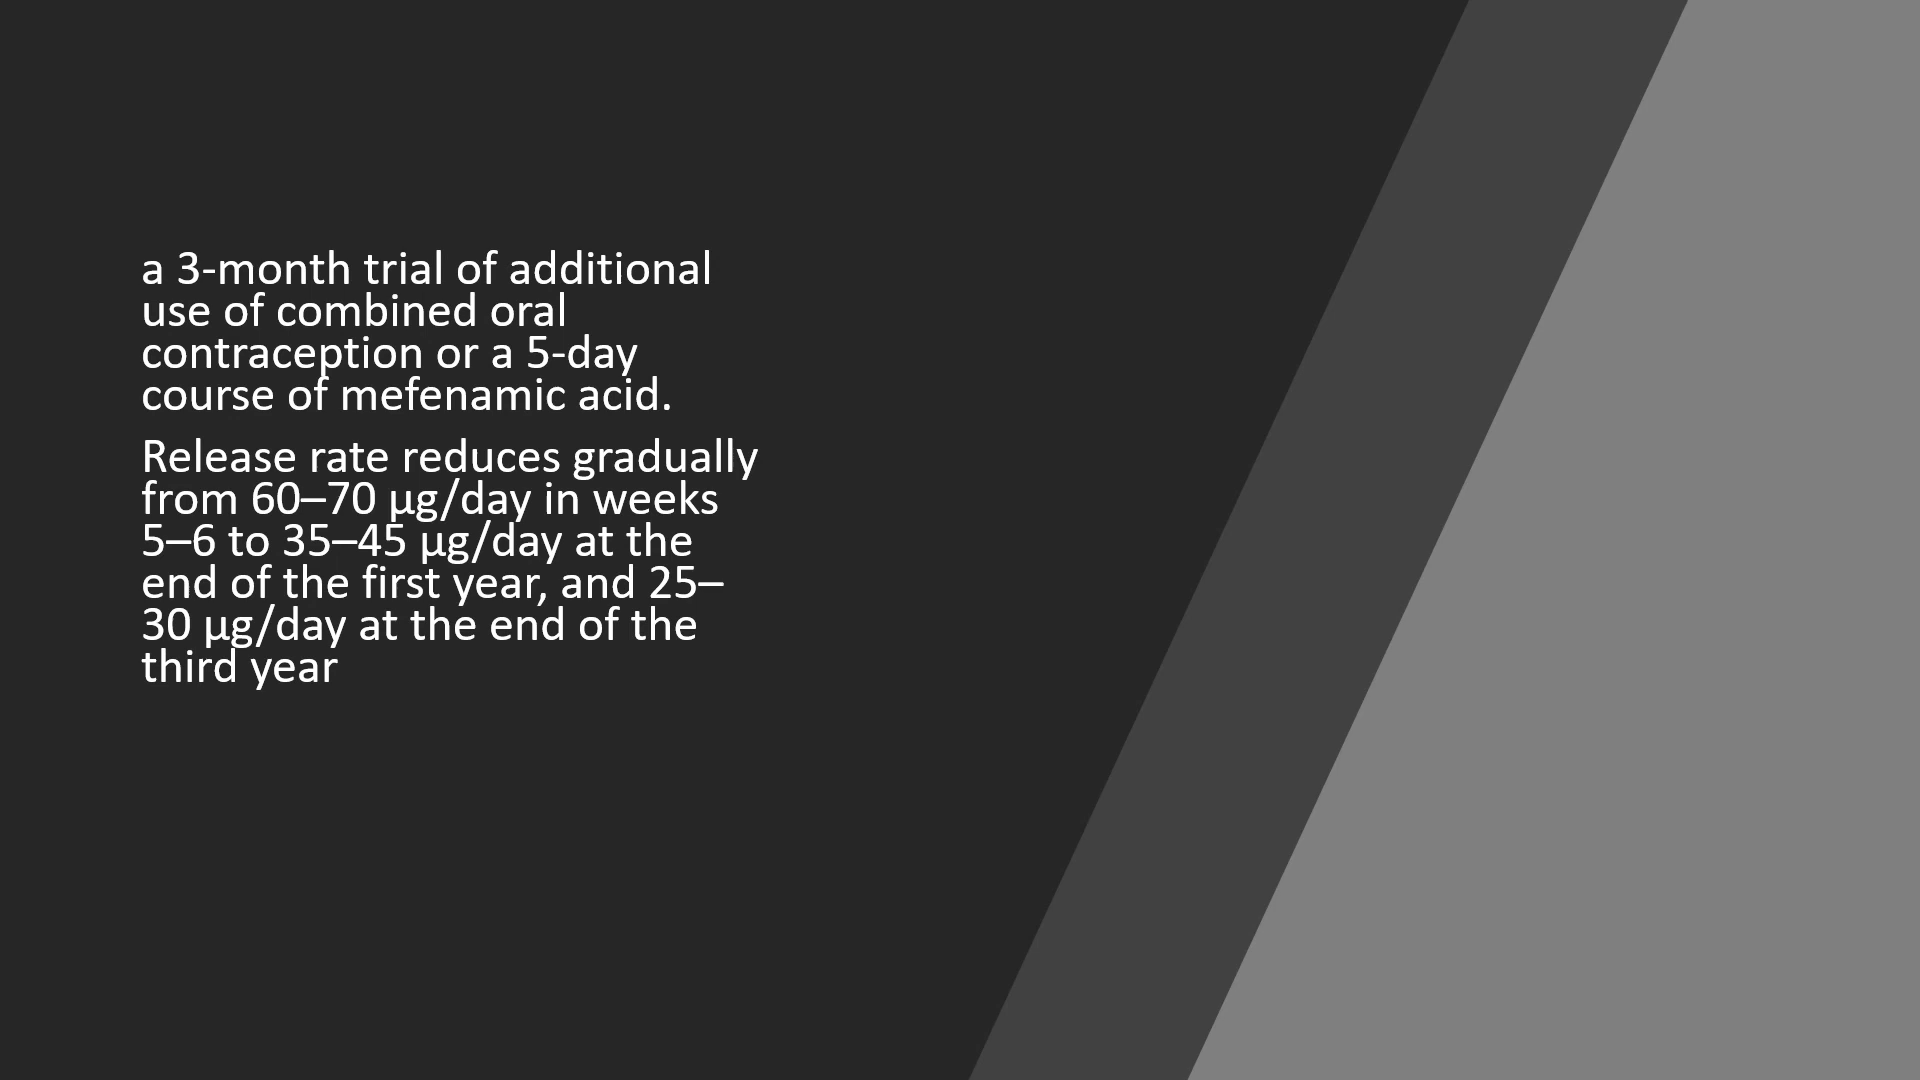 a 3-month trial of additional
use of combined oral
contraception or a 5-day
course of mefenamic acid.
Release rate reduces gradually
from 60–70 µg/day in weeks
5–6 to 35–45 µg/day at the
end of the first year, and 25–
30 µg/day at the end of the
third year